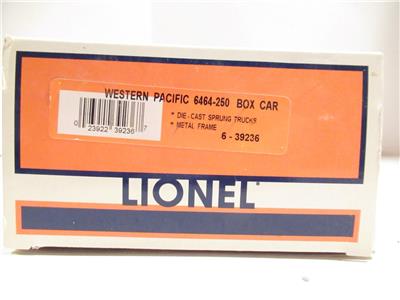 WESTERN PACIFIC 6464-250 BOX CAR
* DIE-CAST SPRUNG TRUCKS
* METAL FRAME
6-39236
0 23922 39236 7
LIONEL